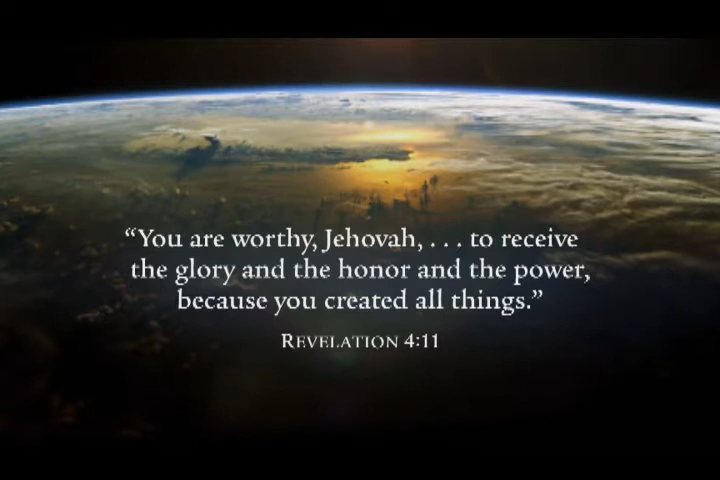 “You are worthy, Jehovah, . . . to receive
the glory and the honor and the power,
because you created all things.”
REVELATION 4:11